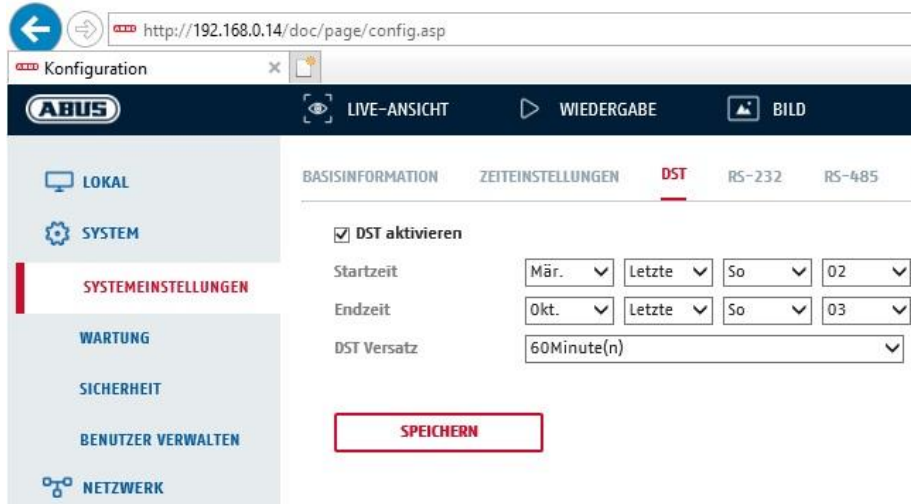 http://192.168.0.14/doc/page/config.asp
Konfiguration
ABUS LIVE-ANSICHT WIEDERGABE BILD
LOKAL
SYSTEM
SYSTEMEINSTELLUNGEN
WARTUNG
SICHERHEIT
BENUTZER VERWALTEN
NETZWERK
BASISINFORMATION ZEITEINSTELLUNGEN DST RS-232 RS-485
DST aktivieren
Startzeit Mär. Letzte So 02
Endzeit Okt. Letzte So 03
DST Versatz 60Minute(n)
SPEICHERN